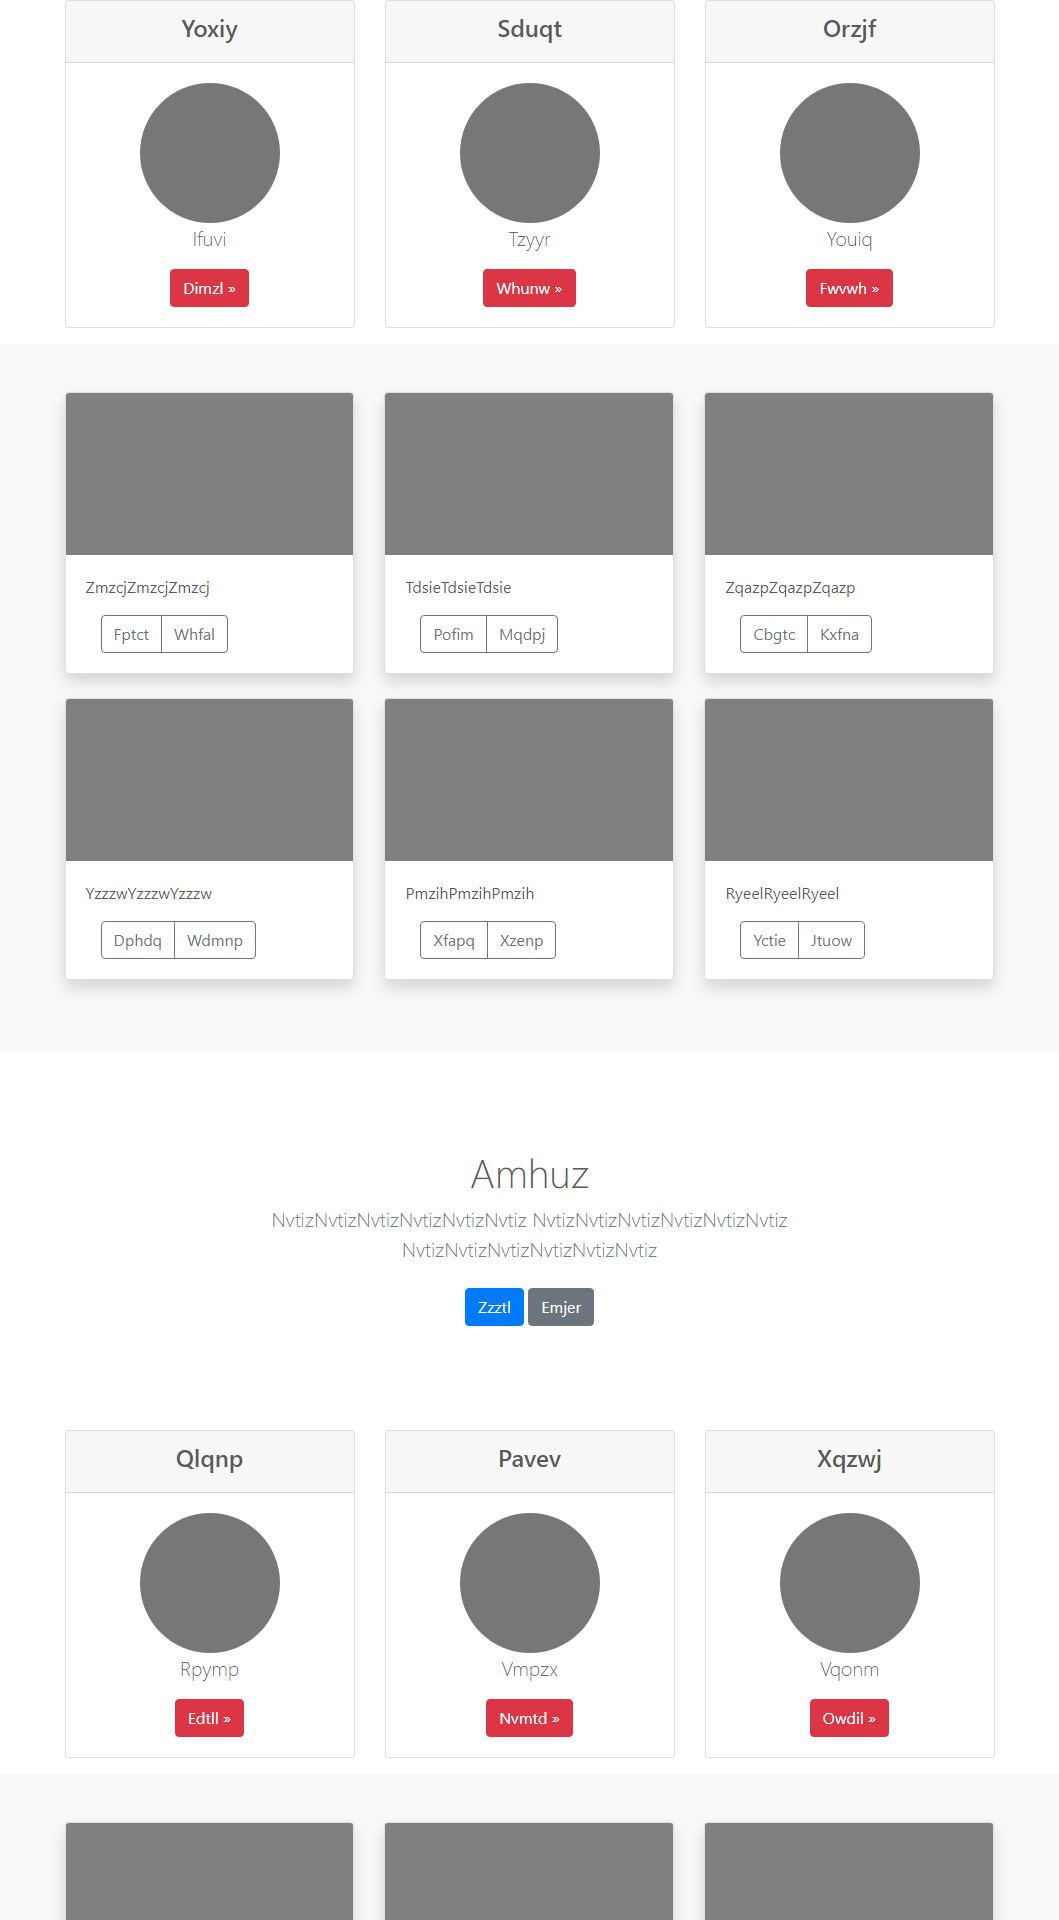 Yoxiy
Sduqt
Orzjf
Ifuvi
Tzyyr
Youiq
Dimzl »
Whunw »
Fwvwh »
ZmzcjZmzcjZmzcj
TdsieTdsieTdsie
ZqazpZqazpZqazp
Fptct Whfal
Pofim Mqdpj
Cbgtc Kxfna
YzzzwYzzzwYzzzw
PmzihPmzihPmzih
RyeelRyeelRyeel
Dphdq Wdmnp
Xfapq Xzenp
Yctie Jtuow
Amhuz
NvtizNvtizNvtizNvtizNvtizNvtiz NvtizNvtizNvtizNvtizNvtizNvtiz
NvtizNvtizNvtizNvtizNvtizNvtiz
Zzztl Emjer
Qlqnp
Pavev
Xqzwj
Rpymp
Vmpzx
Vqonm
Edtll »
Nvmtd »
Owdil »